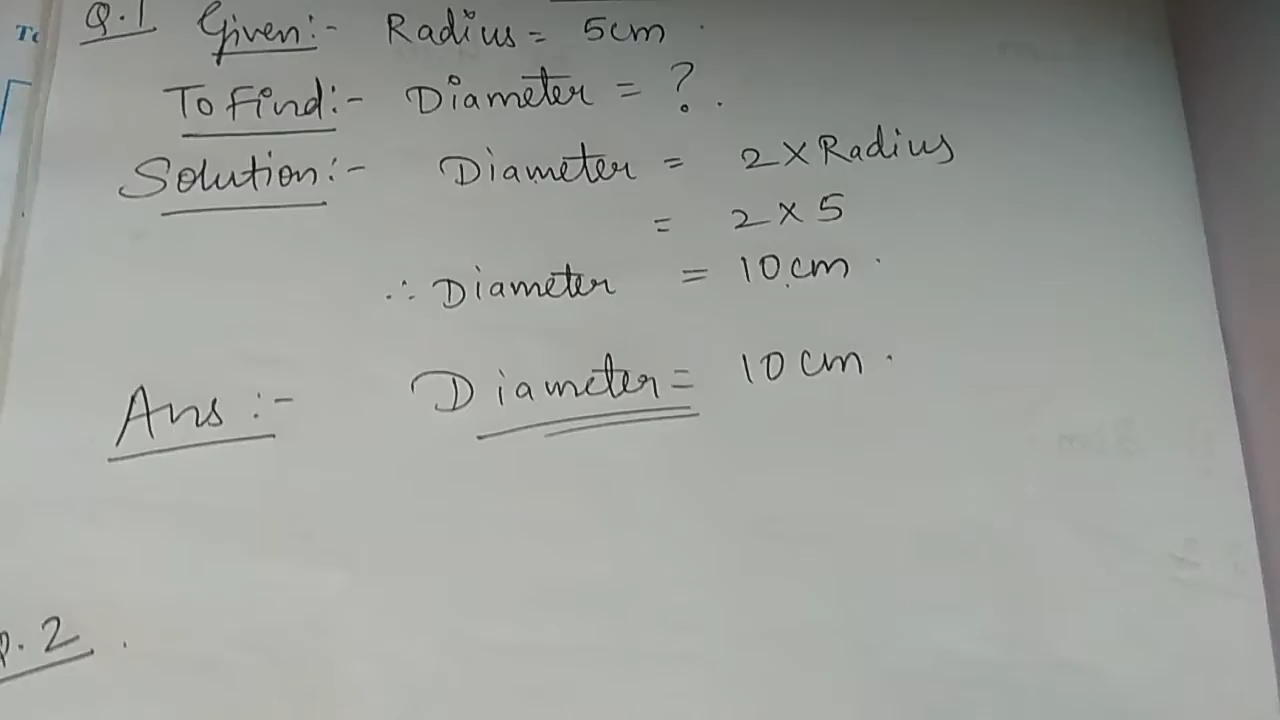 Q.1 Given:- Radius = 5cm.
To Find:- Diameter = ?.
Solution:- Diameter = 2 × Radius
= 2 × 5
∴ Diameter = 10 cm.
Ans:- Diameter = 10 cm.
.2.